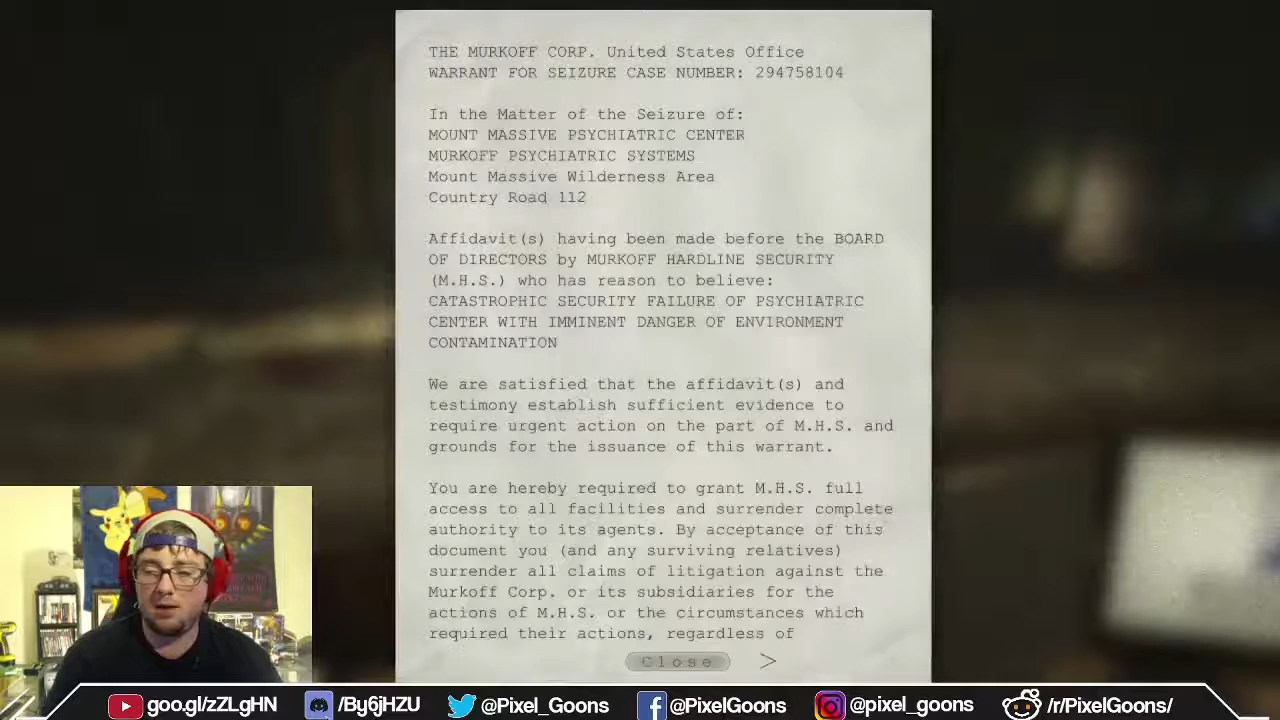 THE MURKOFF CORP. United States Office
WARRANT FOR SEIZURE CASE NUMBER: 294758104
In the Matter of the Seizure of:
MOUNT MASSIVE PSYCHIATRIC CENTER
MURKOFF PSYCHIATRIC SYSTEMS
Mount Massive Wilderness Area
Country Road 112
Affidavit(s) having been made before the BOARD
OF DIRECTORS by MURKOFF HARDLINE SECURITY
(M.H.S.) who has reason to believe:
CATASTROPHIC SECURITY FAILURE OF PSYCHIATRIC
CENTER WITH IMMINENT DANGER OF ENVIRONMENT
CONTAMINATION
We are satisfied that the affidavit(s) and
testimony establish sufficient evidence to
require urgent action on the part of M.H.S. and
grounds for the issuance of this warrant.
You are hereby required to grant M.H.S. full
access to all facilities and surrender complete
authority to its agents. By acceptance of this
document you (and any surviving relatives)
surrender all claims of litigation against the
Murkoff Corp. or its subsidiaries for the
actions of M.H.S. or the circumstances which
required their actions, regardless of
Close >
goo.gl/zZLgHN /By6jHZU @Pixel_Goons @PixelGoons @pixel_goons /r/PixelGoons/